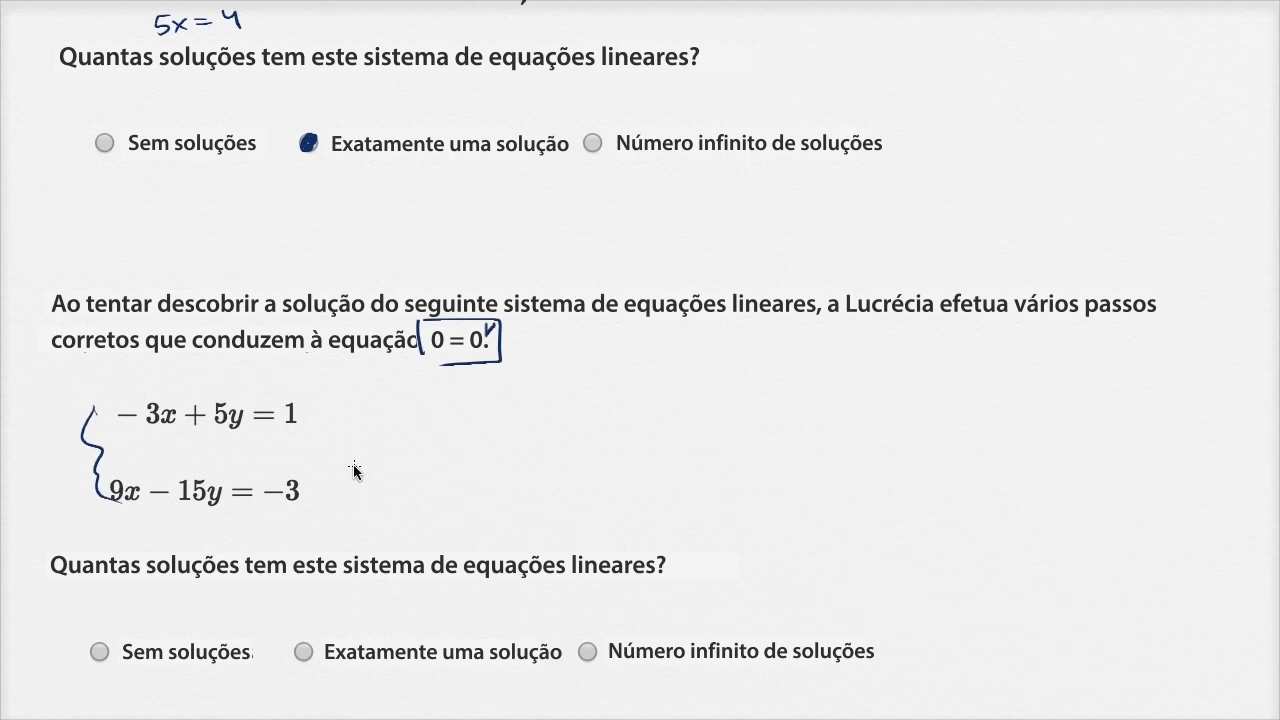 5x = 4
Quantas soluções tem este sistema de equações lineares?
Sem soluções Exatamente uma solução Número infinito de soluções
Ao tentar descobrir a solução do seguinte sistema de equações lineares, a Lucrécia efetua vários passos
corretos que conduzem à equação 0 = 0.
− 3x + 5y = 1
9x − 15y = −3
Quantas soluções tem este sistema de equações lineares?
Sem soluções Exatamente uma solução Número infinito de soluções